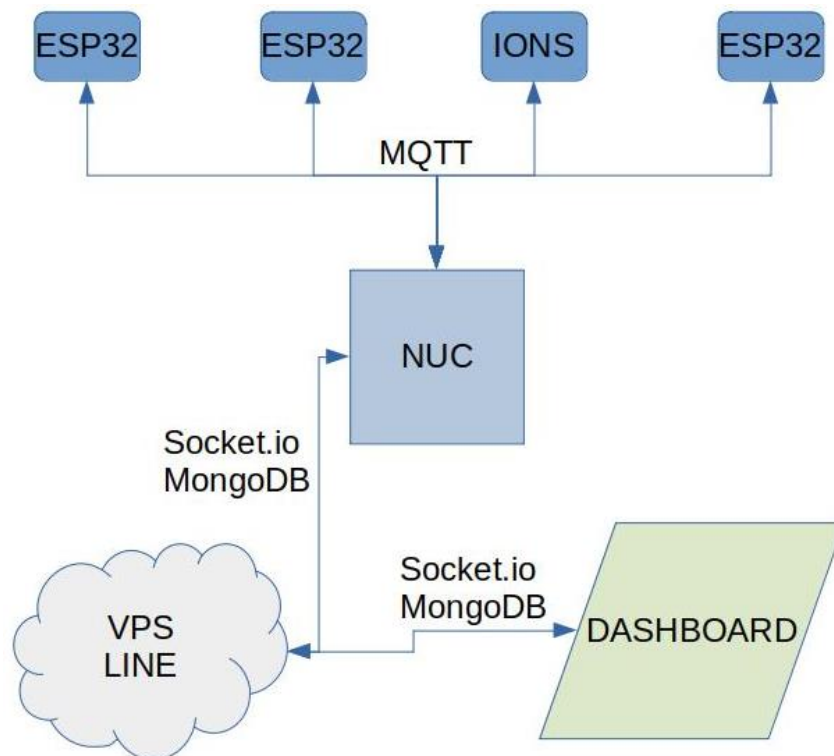 ESP32
ESP32
IONS
ESP32
MQTT
NUC
Socket.io
MongoDB
Socket.io
MongoDB
VPS
LINE
DASHBOARD